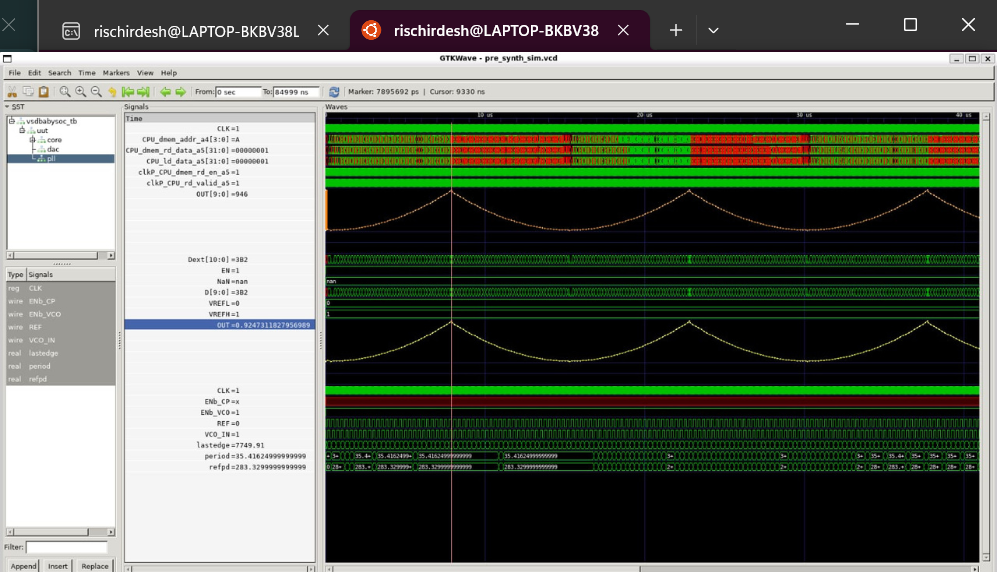 rischirdesh@LAPTOP-BKBV38L
rischirdesh@LAPTOP-BKBV38
GTKWave - pre_synth_sim.vcd
File Edit Search Time Markers View Help
From: 0 sec To: 84999 ns Marker: 7895692 ps | Cursor: 9330 ns
SST
vsdbabysoc_tb
uut
core
dac
pll
Type Signals
reg CLK
wire ENb_CP
wire ENb_VCO
wire REF
wire VCO_IN
real lastedge
real period
real refpd
Filter:
Append Insert Replace
Signals
Time
CLK=1
CPU_dmem_addr_a4[3:0]=A
CPU_dmem_rd_data_a5[31:0]=00000001
CPU_ld_data_a5[31:0]=00000001
clkP_CPU_dmem_rd_en_a5=1
clkP_CPU_rd_valid_a5=1
OUT[9:0]=946
Dext[10:0]=3B2
EN=1
NaN=nan
D[9:0]=3B2
VREFL=0
VREFH=1
OUT=0.9247311827956989
CLK=1
ENb_CP=x
ENb_VCO=1
REF=0
VCO_IN=1
lastedge=7749.91
period=35.41624999999999
refpd=283.3299999999999
Waves
10 us 20 us 30 us 40 us
nan
0
1
3+ 35.4+ 35.41624999+ 35.41624999999999 35.41624999999999 3+ 3+ 3+ 35+ 35.4+ 35+ 35+ 35+
28+ 283.+ 283.329999+ 283.3299999999999 283.3299999999999 2+ 2+ 2+ 28+ 283.+ 28+ 28+ 28+